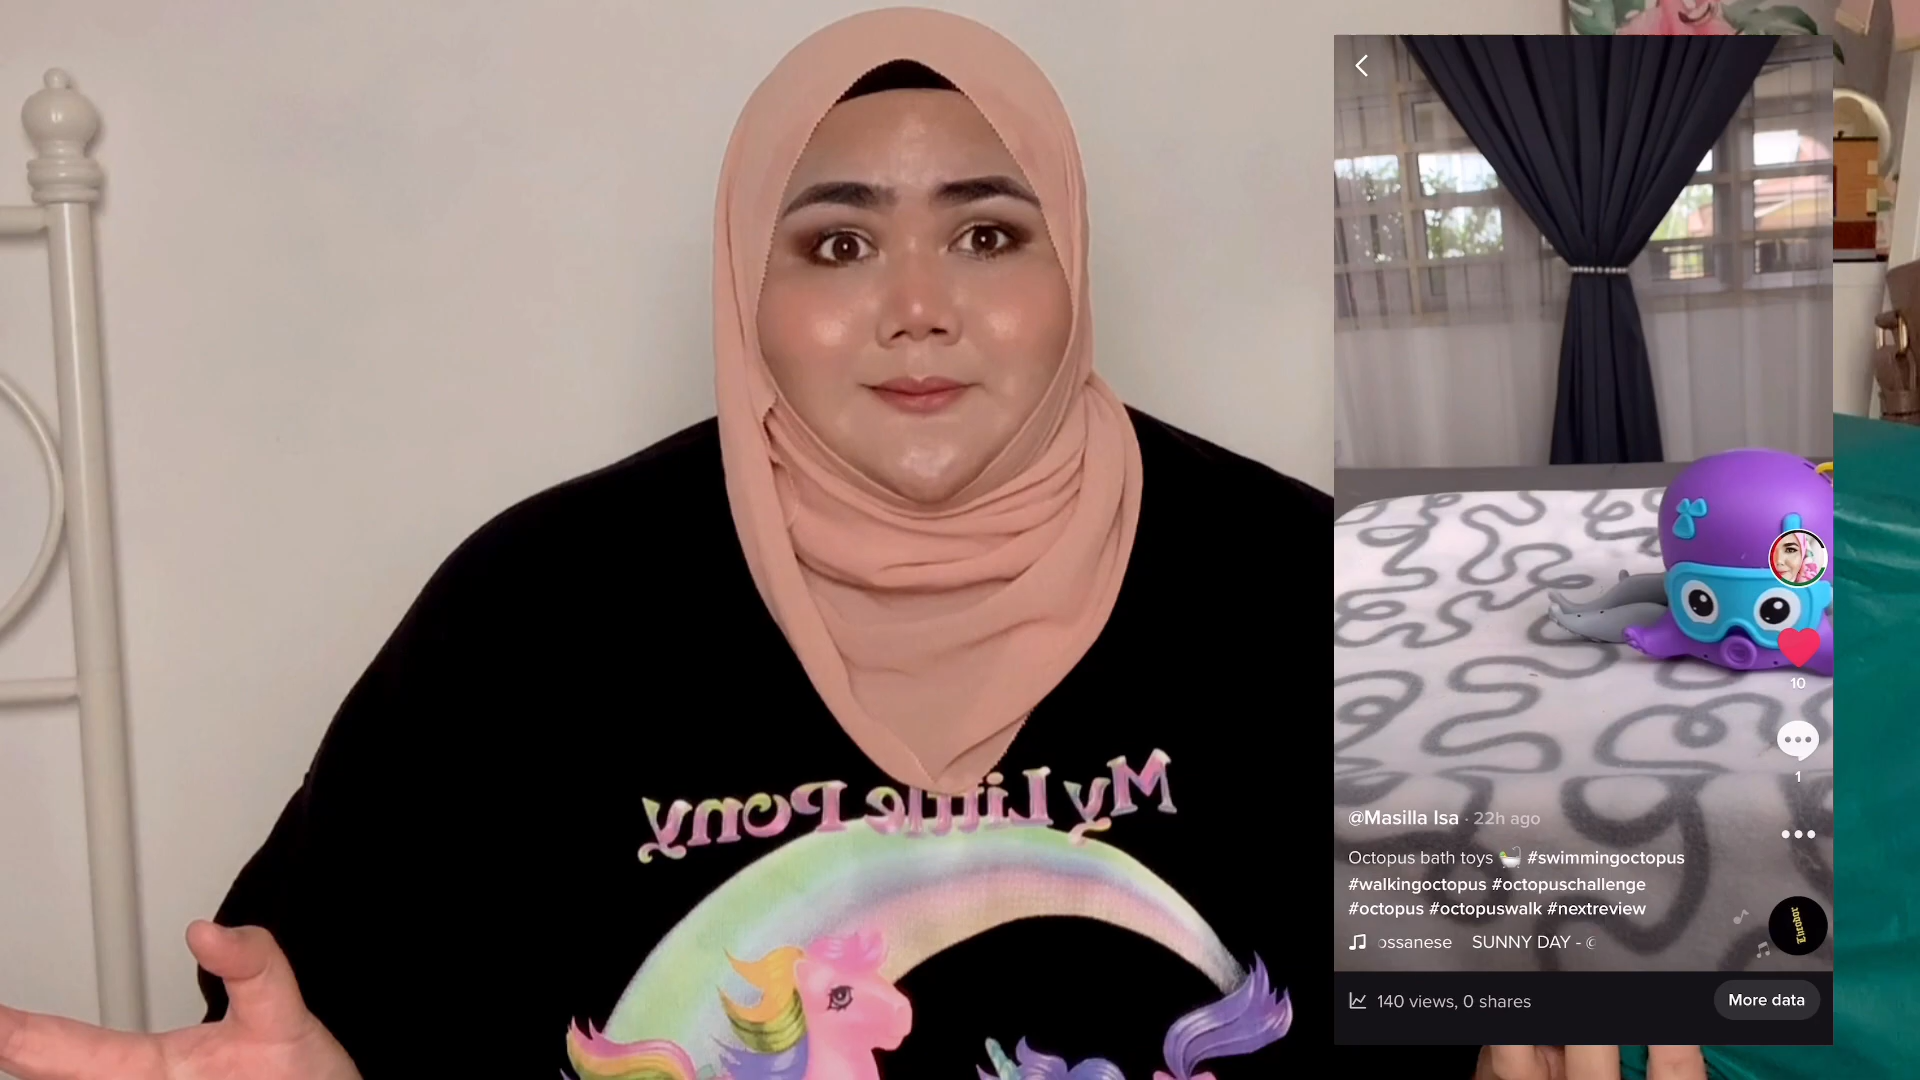 My Little Pony
10
1
@Masilla Isa · 22h ago
Octopus bath toys 🛀 #swimmingoctopus
#walkingoctopus #octopuschallenge
#octopus #octopuswalk #nextreview
ossanese SUNNY DAY - @
140 views, 0 shares
More data